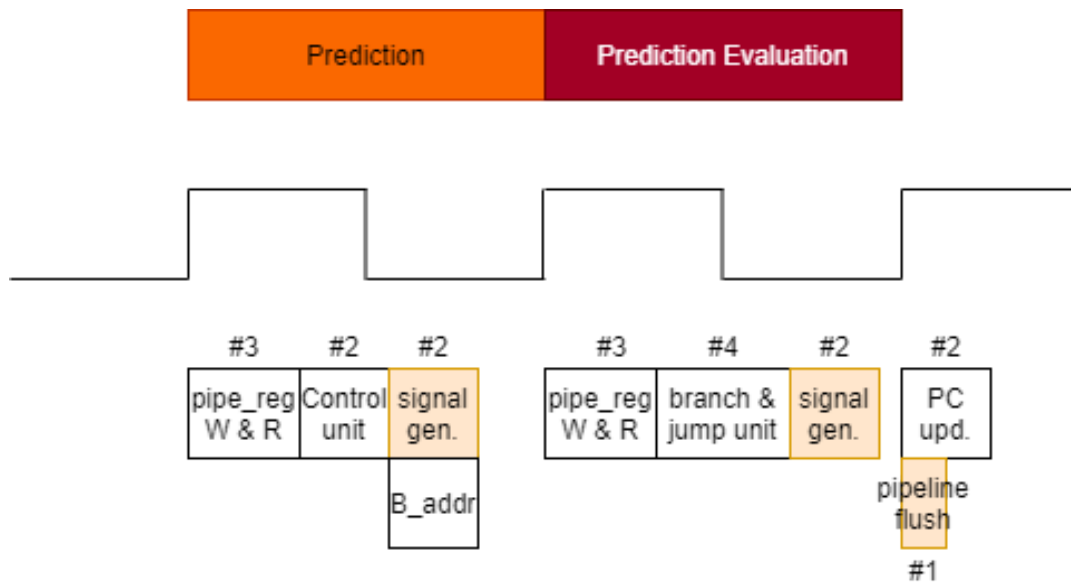 Prediction
Prediction Evaluation
#3
#2
#2
#3
#4
#2
#2
pipe_reg
W & R
Control
unit
signal
gen.
pipe_reg
W & R
branch &
jump unit
signal
gen.
PC
upd.
B_addr
pipeline
flush
#1